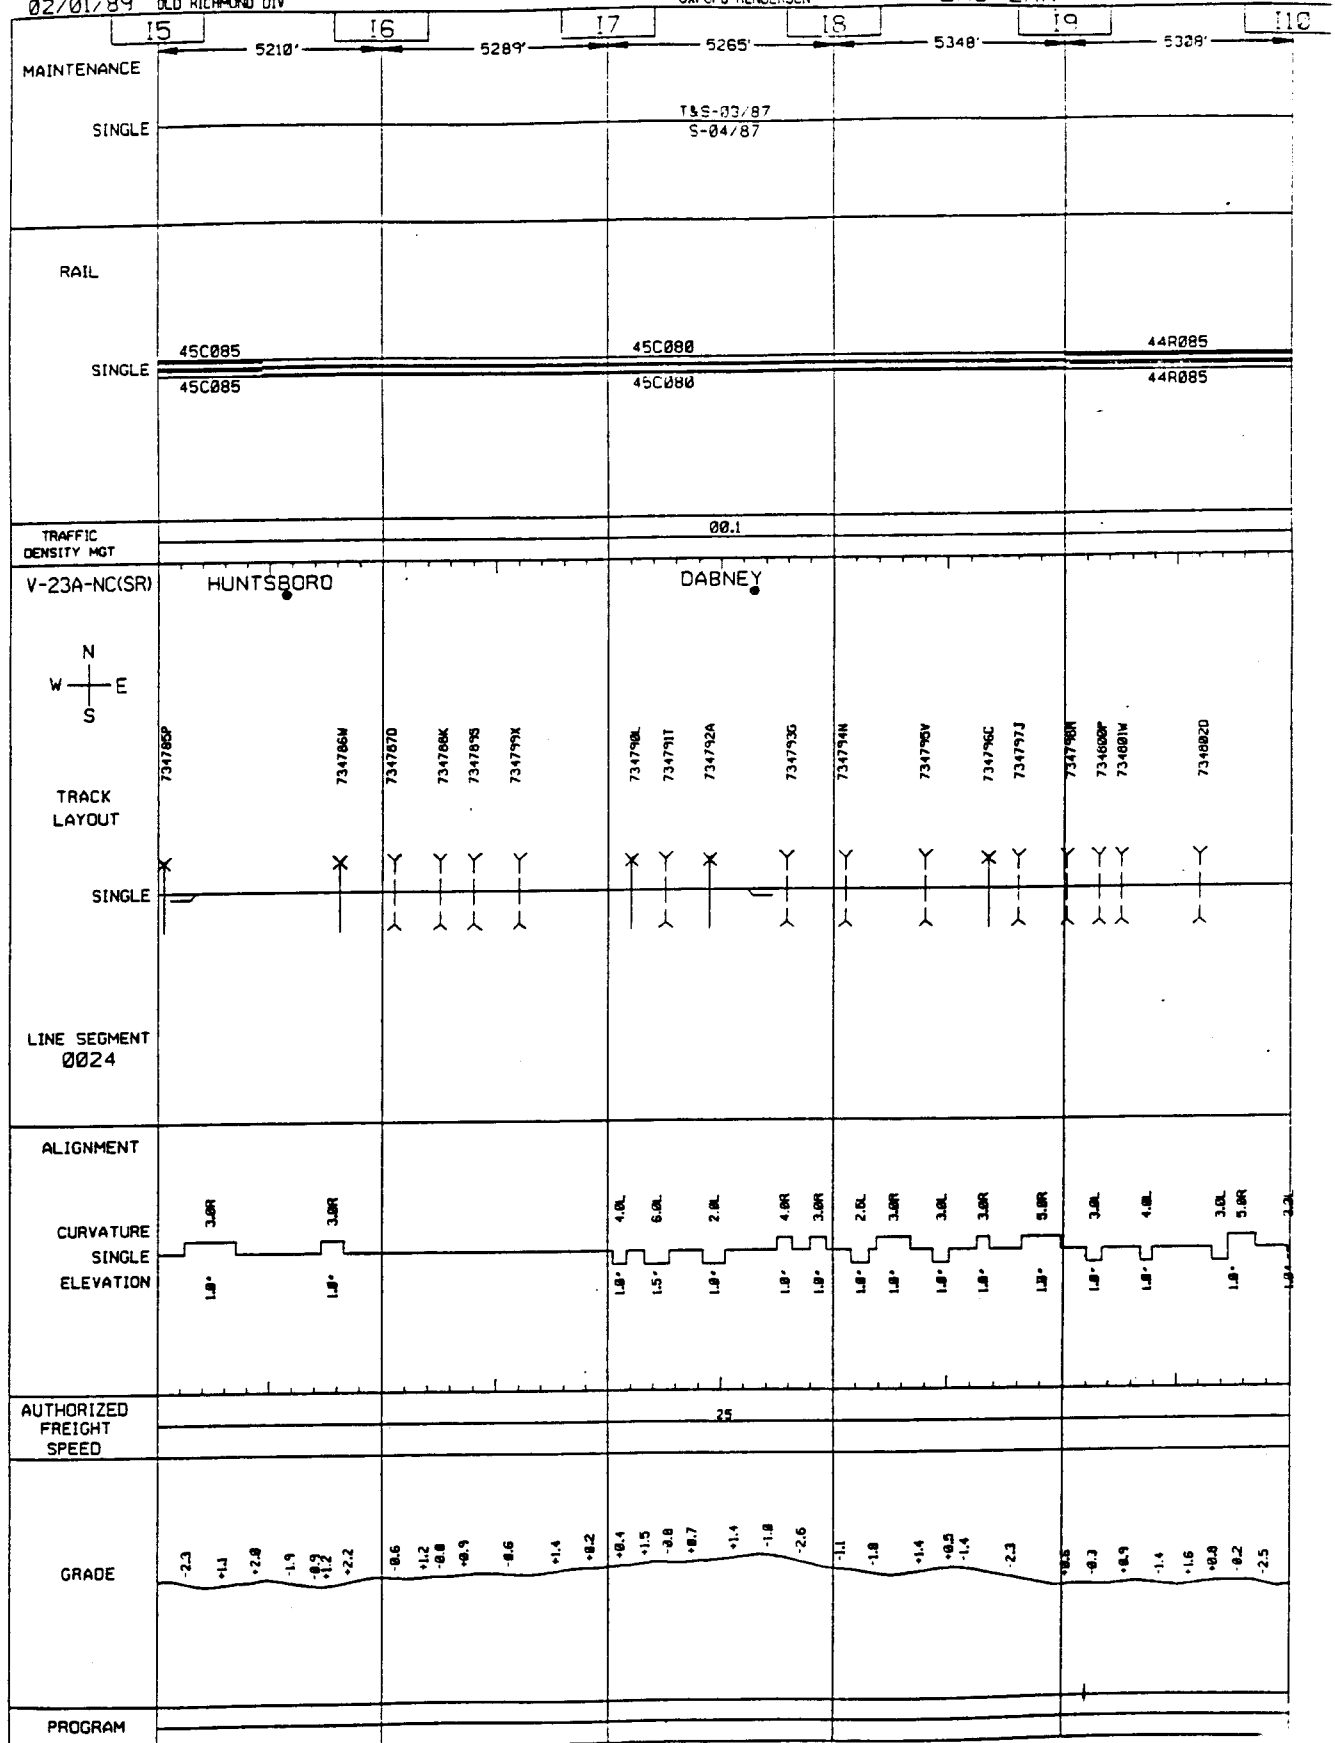 02/01/89 OLD RICHMOND DIV
I5 I6 I7 I8 I9 I10
5210' 5289' 5265' 5348' 5308'
MAINTENANCE
T&S-03/87
SINGLE
S-04/87
RAIL
45C085 45C080 44R085
SINGLE
45C085 45C080 44R085
TRAFFIC
DENSITY MGT
00.1
V-23A-NC(SR) HUNTSBORO DABNEY
N
W E
S
734785P 734786W 734787D 734788K 734789S 734799X 734790L 734791T 734792A 734793G 734794N 734795V 734796C 734797J 734798R 734800P 734801W 734802D
TRACK
LAYOUT
SINGLE
LINE SEGMENT
0024
ALIGNMENT
3.0R 3.0R 4.0L 6.0L 2.0L 4.0R 3.0R 2.6L 3.0R 3.0L 3.0R 5.0R 3.0L 4.0L 3.0L 5.0R
CURVATURE
SINGLE
ELEVATION
1.0" 1.0" 1.0" 1.5" 1.0" 1.0" 1.0" 1.0" 1.0" 1.0" 1.0" 1.0" 1.0" 1.0"
AUTHORIZED
FREIGHT
SPEED
25
GRADE
-2.3 +1.1 +2.0 -1.9 -0.9 +1.2 +2.2 -0.6 +1.2 -0.8 +0.9 -0.6 +1.4 +0.2 +0.4 +1.5 -0.8 +0.7 +1.4 -1.0 -2.6 -1.1 -1.8 +1.4 +0.5 -1.4 -2.3 +0.6 -0.3 +0.9 -1.4 +1.6 +0.8 -0.2 -2.5
PROGRAM